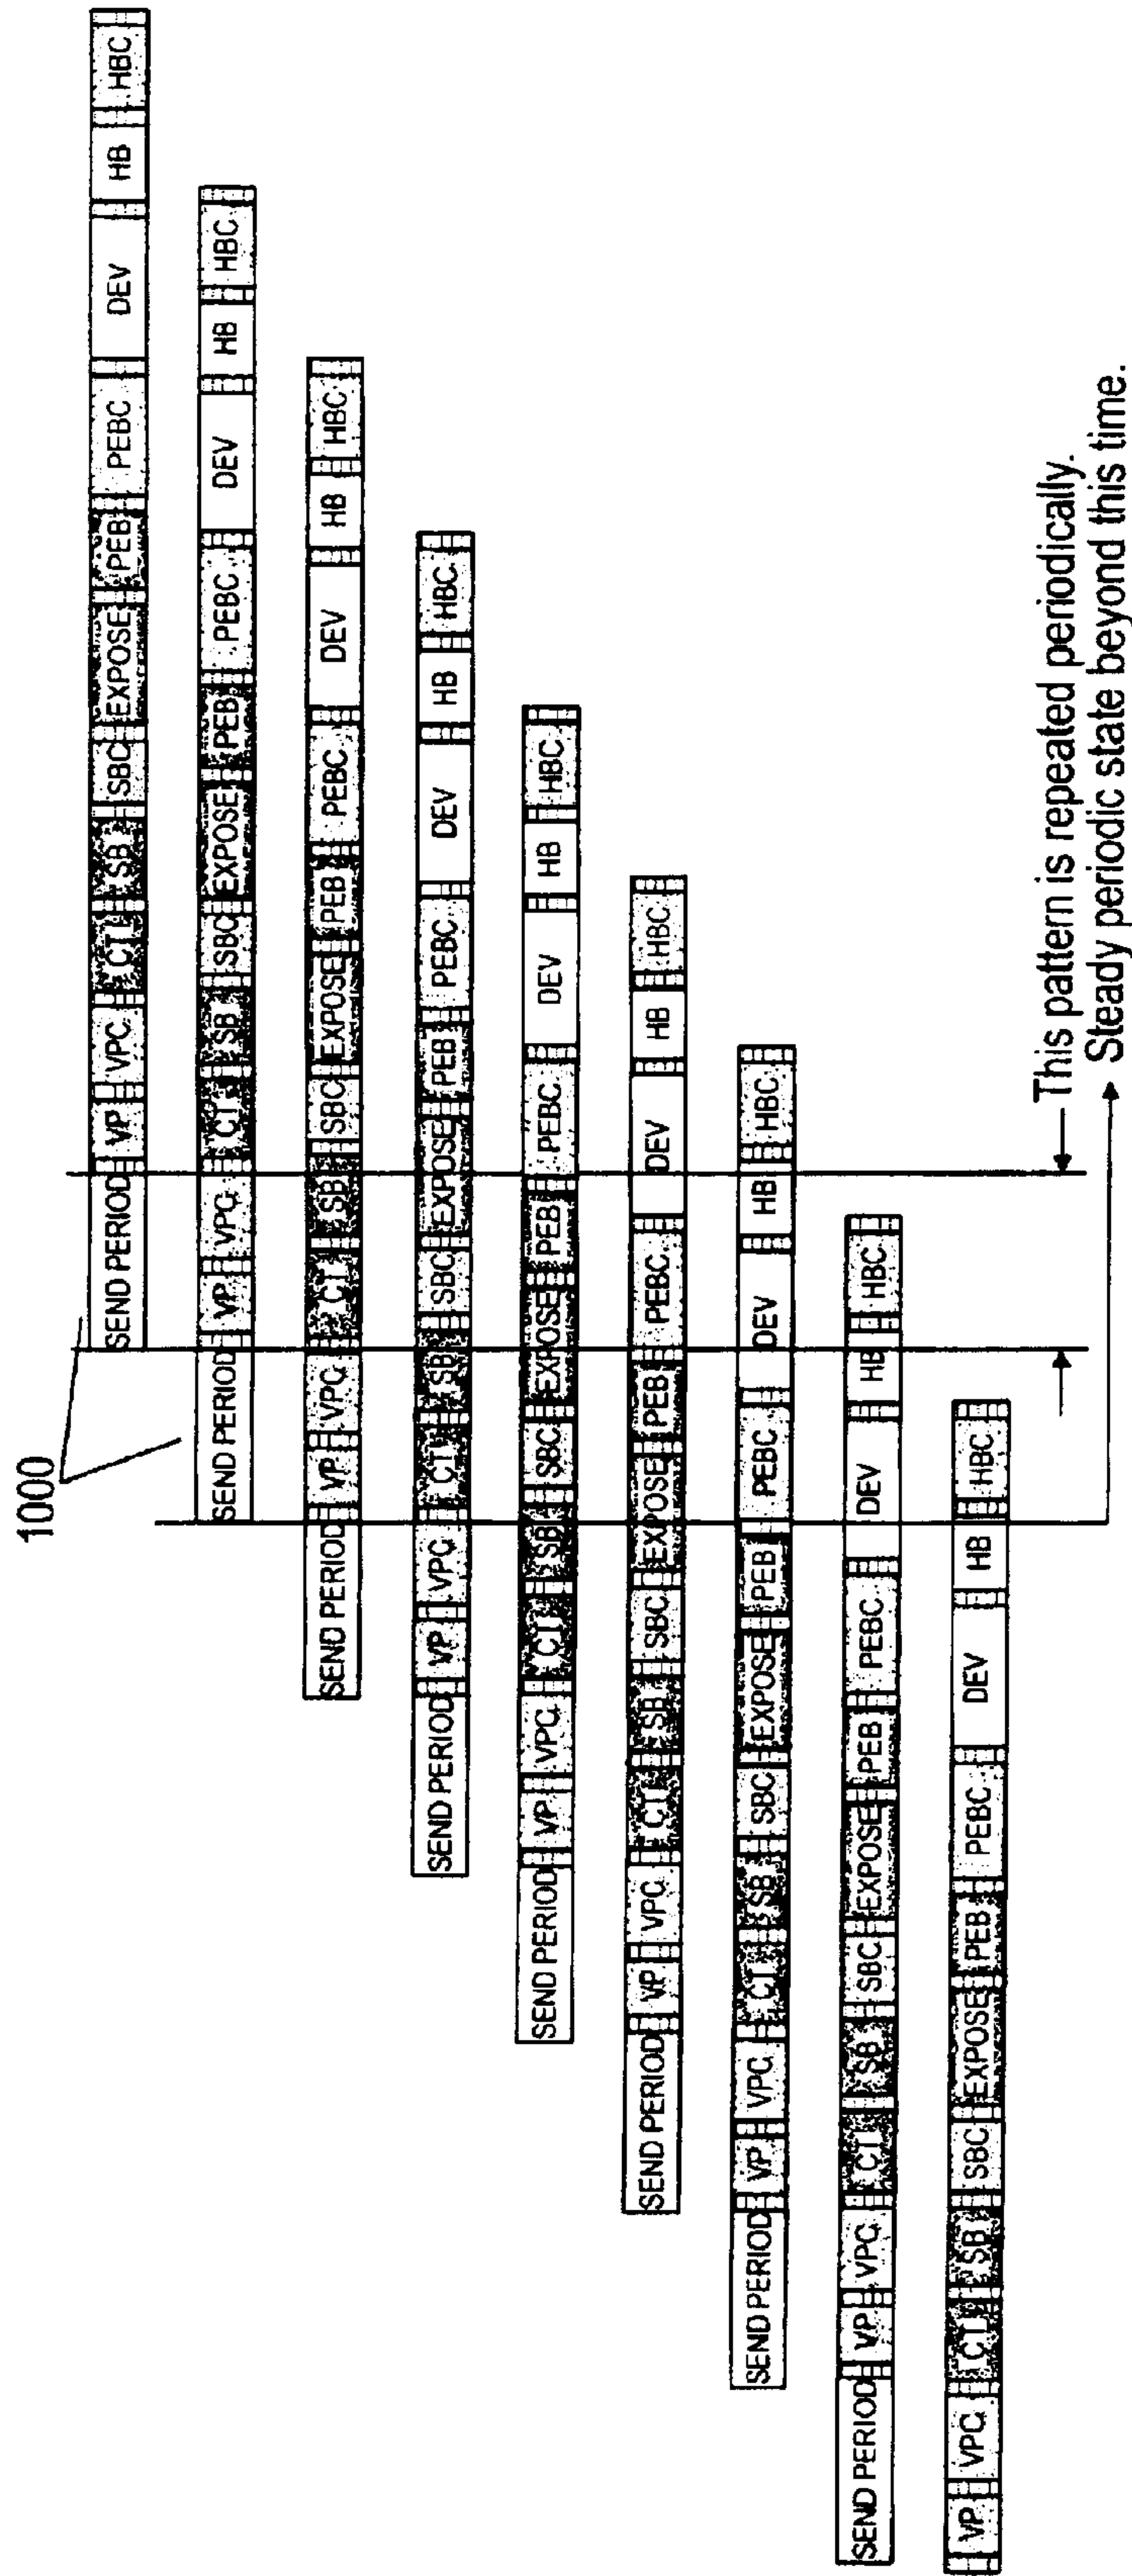 1000
SEND PERIOD VP VPC CT SB SBC EXPOSE PEB PEBC DEV HB HBC
SEND PERIOD VP VPC CT SB SBC EXPOSE PEB PEBC DEV HB HBC
SEND PERIOD VP VPC CT SB SBC EXPOSE PEB PEBC DEV HB HBC
SEND PERIOD VP VPC CT SB SBC EXPOSE PEB PEBC DEV HB HBC
SEND PERIOD VP VPC CT SB SBC EXPOSE PEB PEBC DEV HB HBC
SEND PERIOD VP VPC CT SB SBC EXPOSE PEB PEBC DEV HB HBC
SEND PERIOD VP VPC CT SB SBC EXPOSE PEB PEBC DEV HB HBC
SEND PERIOD VP VPC CT SB SBC EXPOSE PEB PEBC DEV HB HBC
VP VPC CT SB SBC EXPOSE PEB PEBC DEV HB HBC
This pattern is repeated periodically.
Steady periodic state beyond this time.